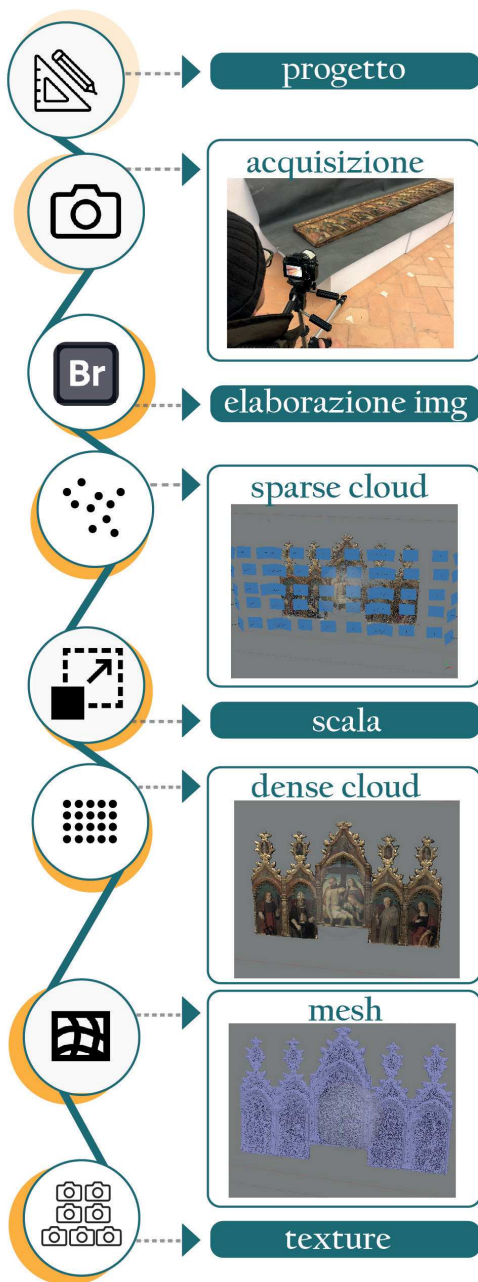 progetto
acquisizione
Br
elaborazione img
sparse cloud
scala
dense cloud
mesh
texture